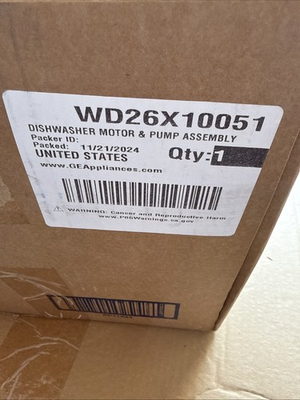 WD26X10051
DISHWASHER MOTOR & PUMP ASSEMBLY
Packer ID:
Packed: 11/21/2024
UNITED STATES
Qty:1
www.GEAppliances.com
WARNING: Cancer and Reproductive Harm
www.P65Warnings.ca.gov